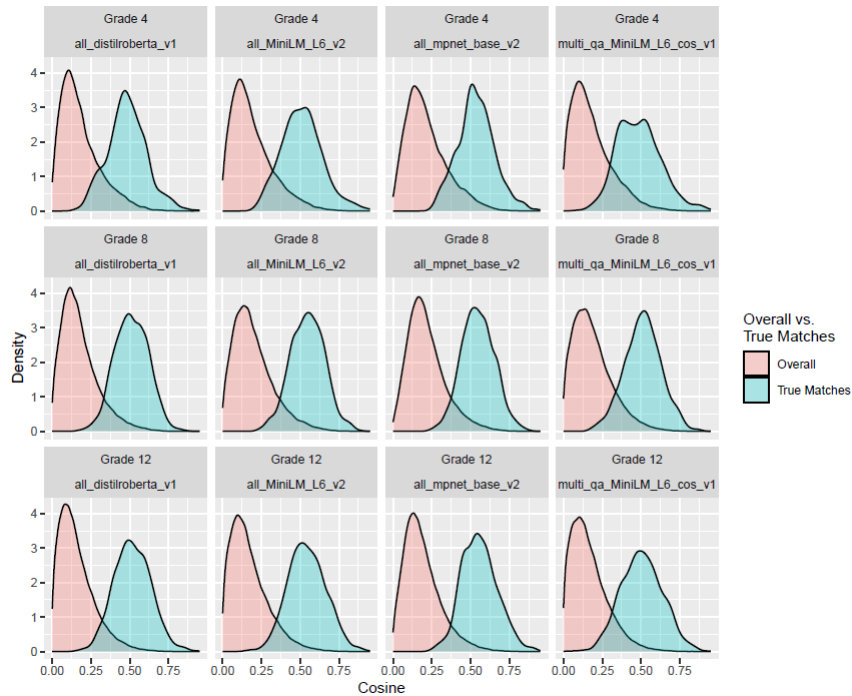 Grade 4 Grade 4 Grade 4 Grade 4
all_distilroberta_v1 all_MiniLM_L6_v2 all_mpnet_base_v2 multi_qa_MiniLM_L6_cos_v1
4
3
2
1
0
Grade 8 Grade 8 Grade 8 Grade 8
all_distilroberta_v1 all_MiniLM_L6_v2 all_mpnet_base_v2 multi_qa_MiniLM_L6_cos_v1
4
3
2
1
0
Density
Overall vs.
True Matches
Overall
True Matches
Grade 12 Grade 12 Grade 12 Grade 12
all_distilroberta_v1 all_MiniLM_L6_v2 all_mpnet_base_v2 multi_qa_MiniLM_L6_cos_v1
4
3
2
1
0
0.00 0.25 0.50 0.75 0.00 0.25 0.50 0.75 0.00 0.25 0.50 0.75 0.00 0.25 0.50 0.75
Cosine